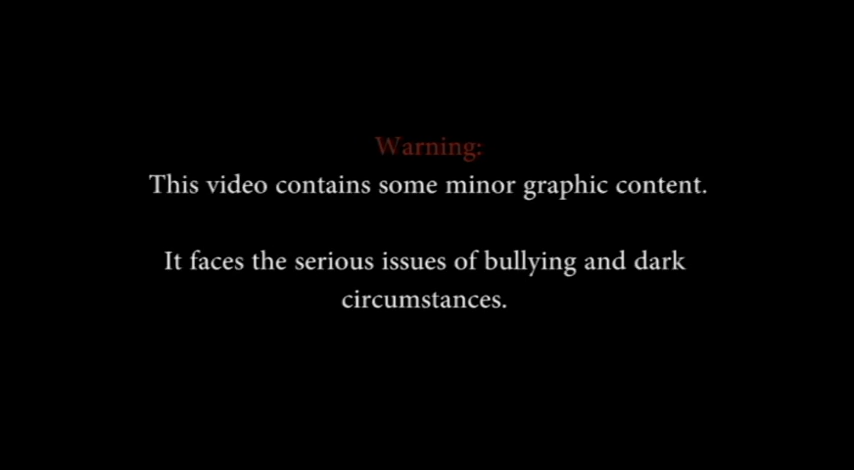 Warning:
This video contains some minor graphic content.
It faces the serious issues of bullying and dark
circumstances.